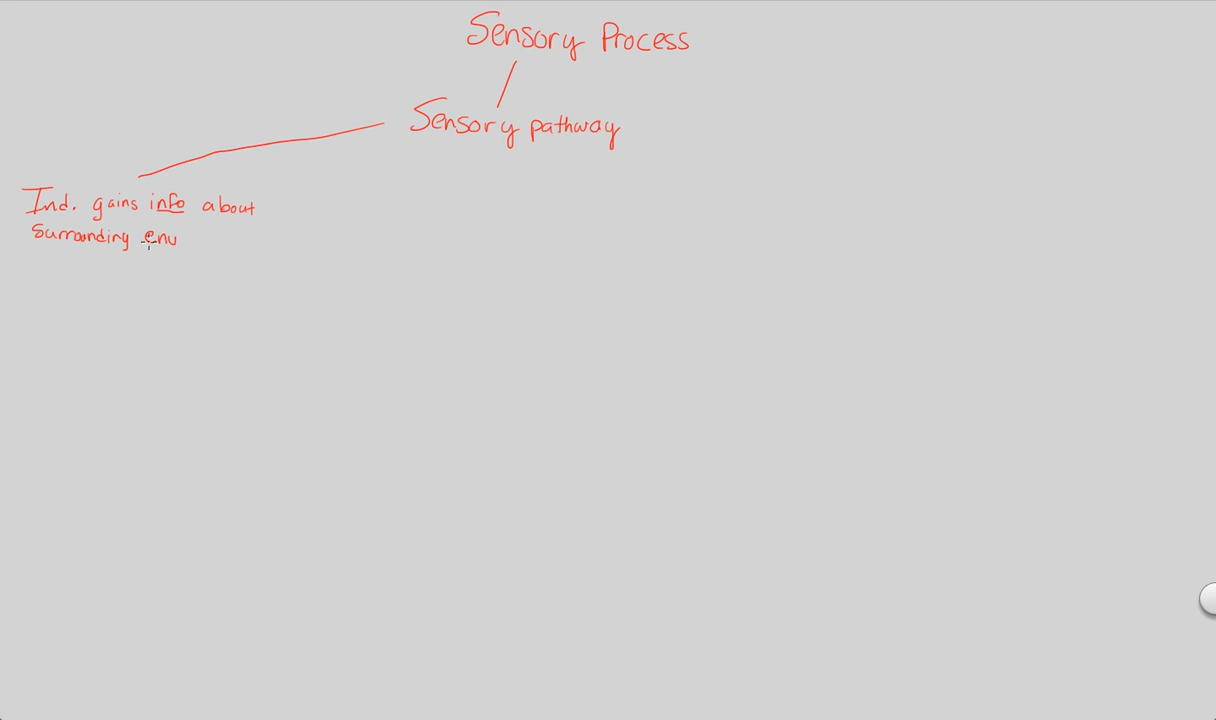 Sensory Process
Sensory pathway
Ind. gains info about
Surrounding env